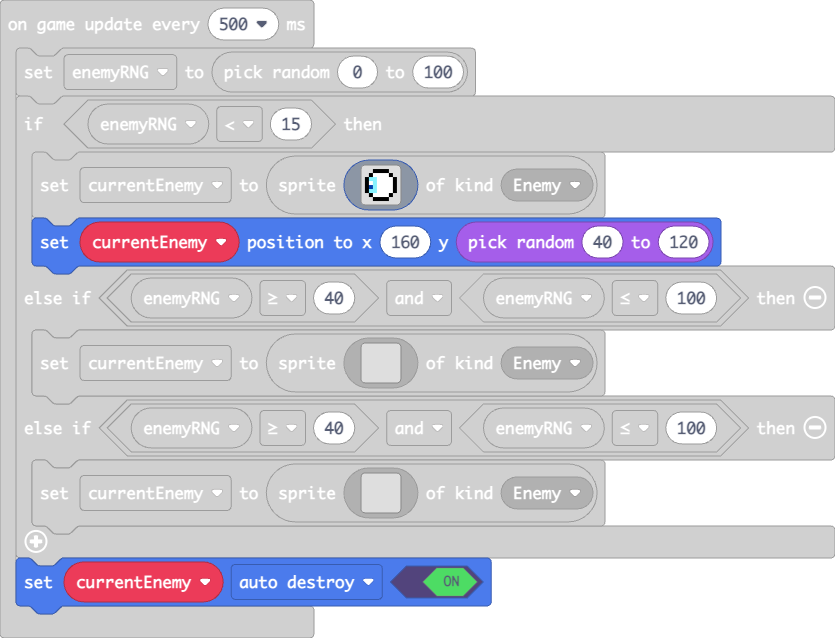 on game update every 500 ms
set enemyRNG to pick random 0 to 100
if enemyRNG < 15 then
set currentEnemy to sprite of kind Enemy
set currentEnemy position to x 160 y pick random 40 to 120
else if enemyRNG ≥ 40 and enemyRNG ≤ 100 then
set currentEnemy to sprite of kind Enemy
else if enemyRNG ≥ 40 and enemyRNG ≤ 100 then
set currentEnemy to sprite of kind Enemy
set currentEnemy auto destroy ON